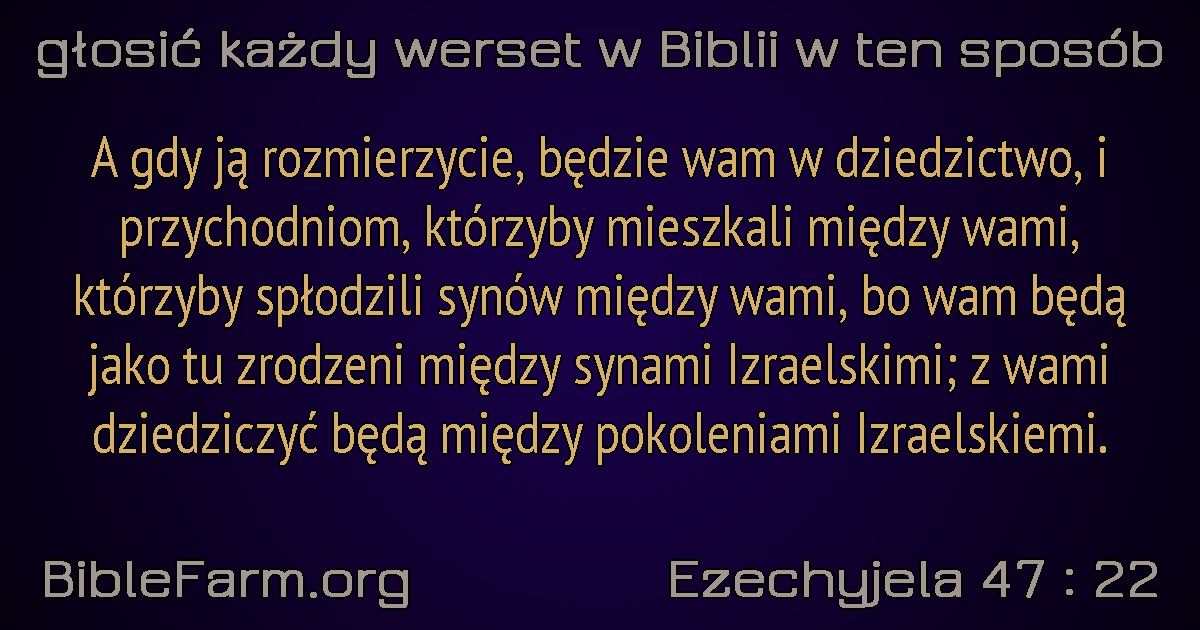 głosić każdy werset w Biblii w ten sposób
A gdy ją rozmierzycie, będzie wam w dziedzictwo, i
przychodniom, którzyby mieszkali między wami,
którzyby spłodzili synów między wami, bo wam będą
jako tu zrodzeni między synami Izraelskimi; z wami
dziedziczyć będą między pokoleniami Izraelskiemi.
BibleFarm.org
Ezechyjela 47 : 22